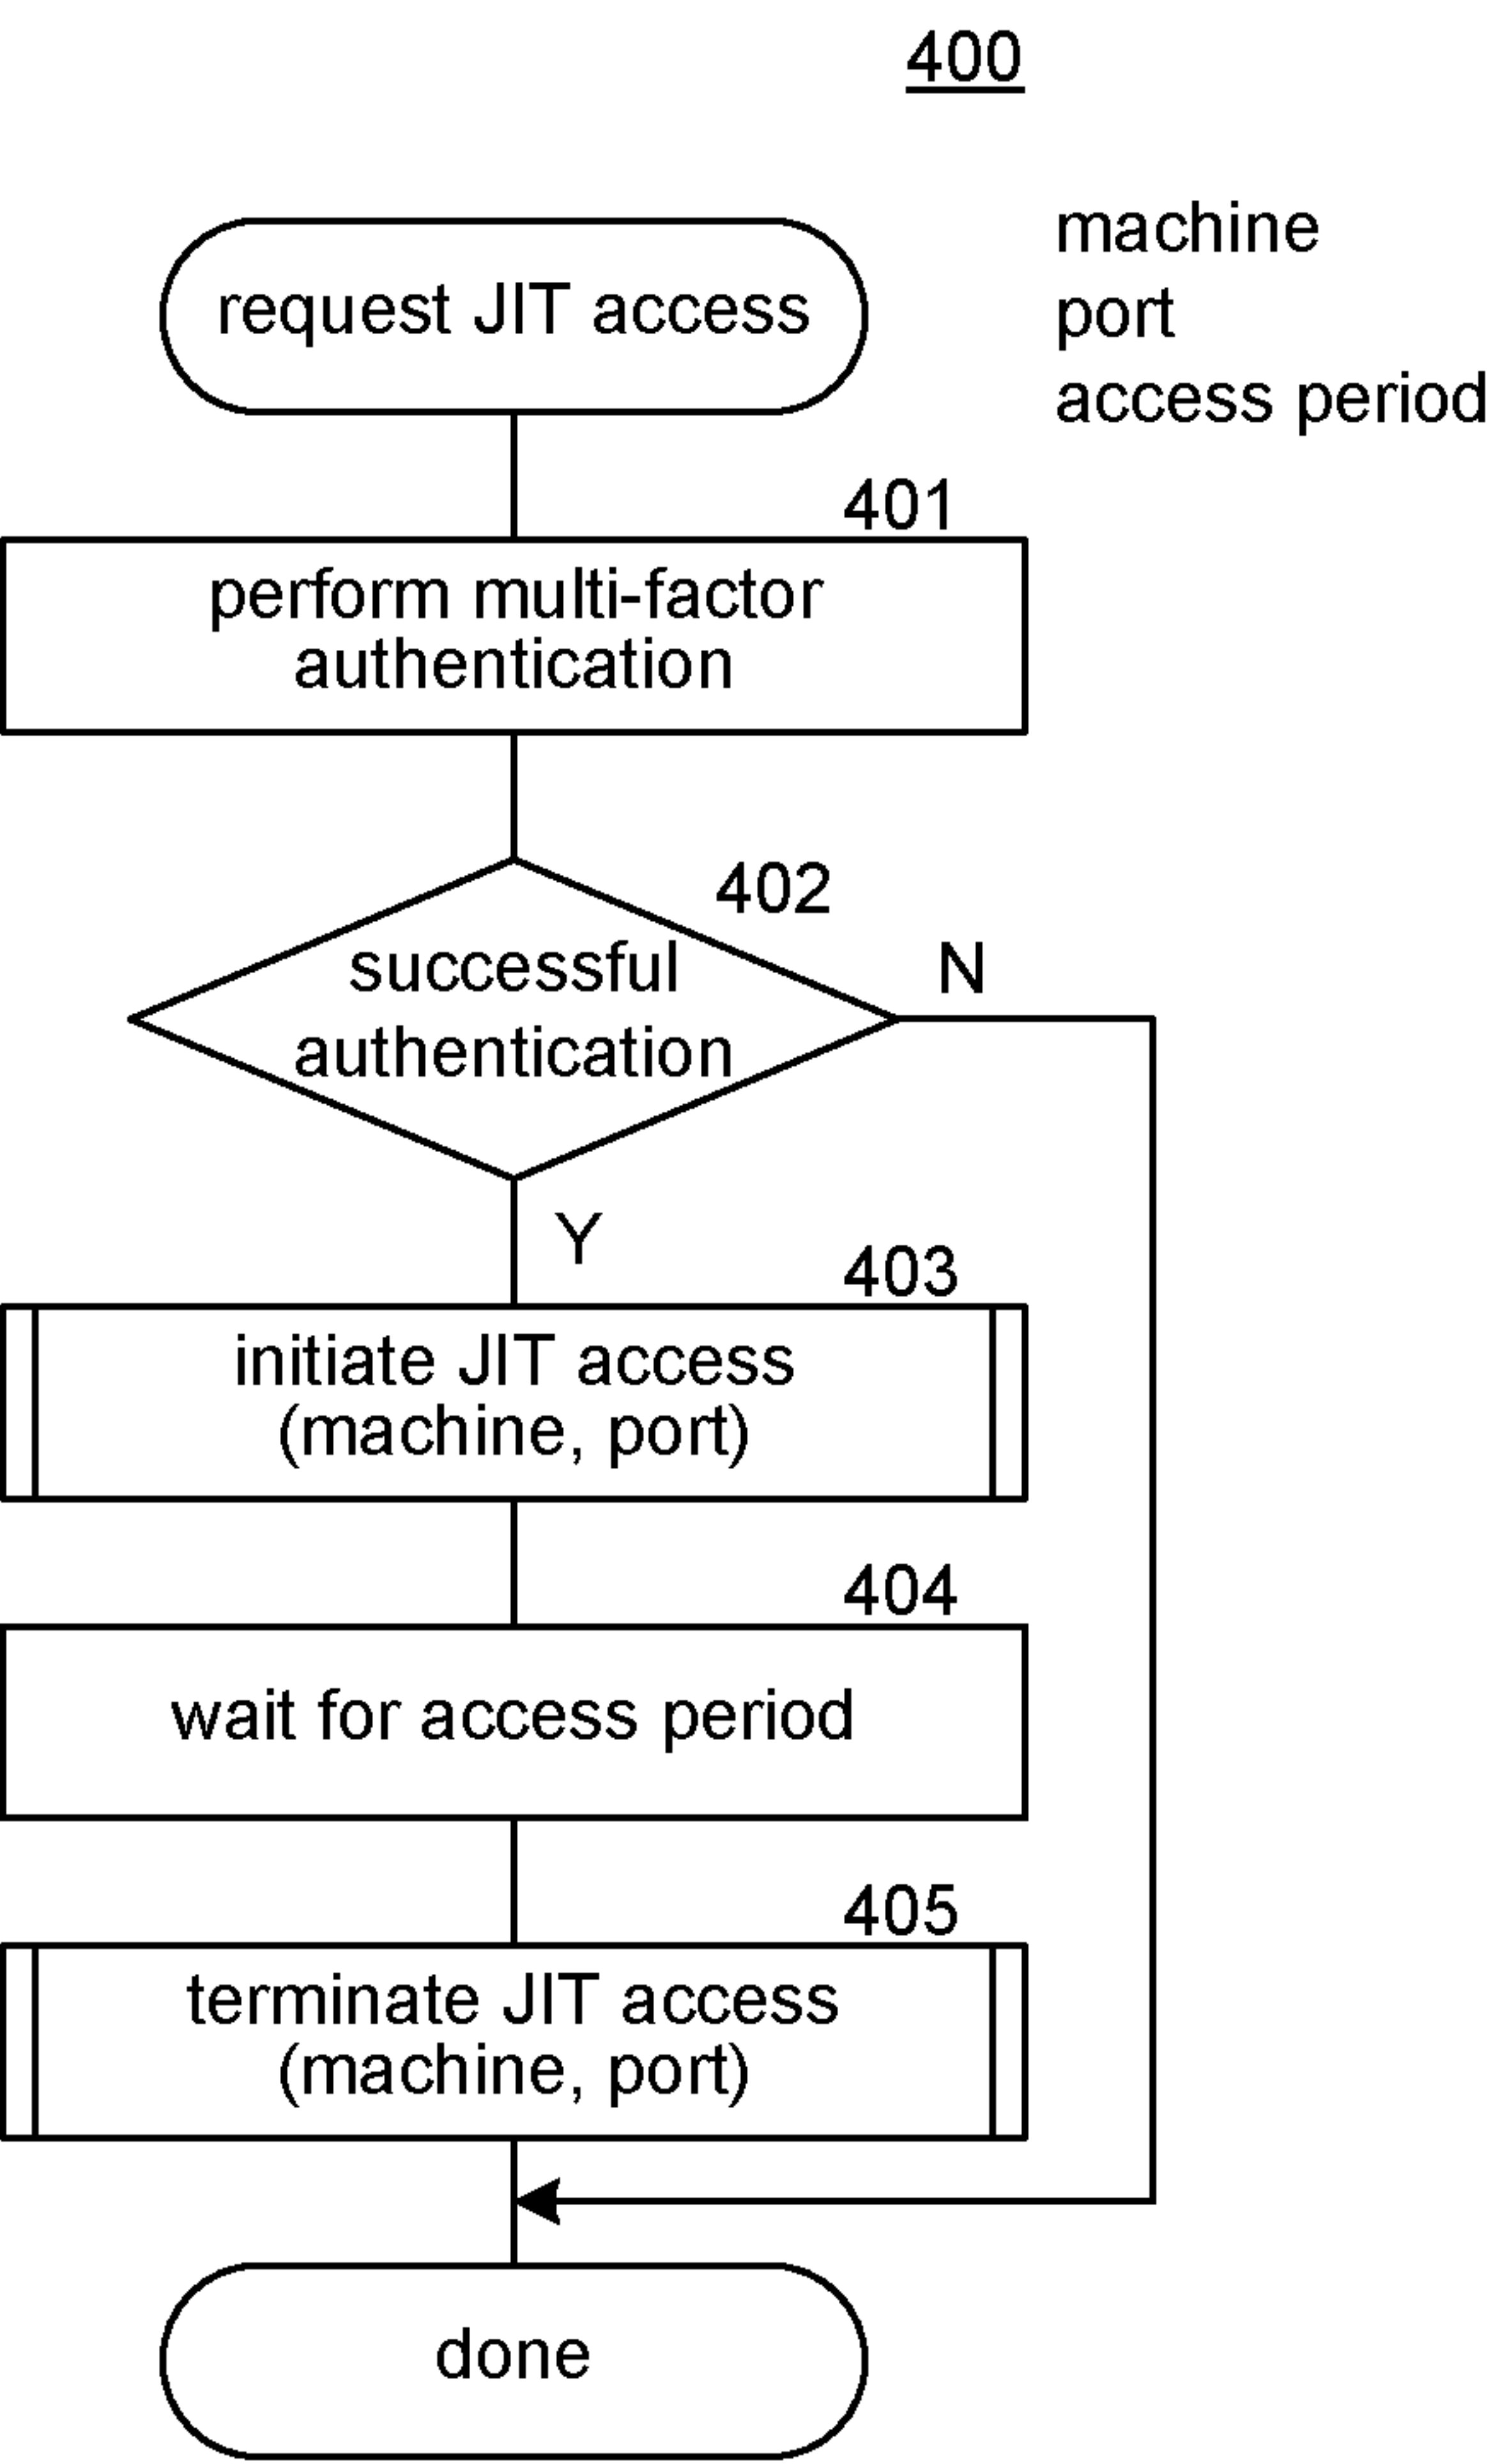 400
request JIT access
machine
port
access period
401
perform multi-factor
authentication
402
successful
authentication
N
Y
403
initiate JIT access
(machine, port)
404
wait for access period
405
terminate JIT access
(machine, port)
done